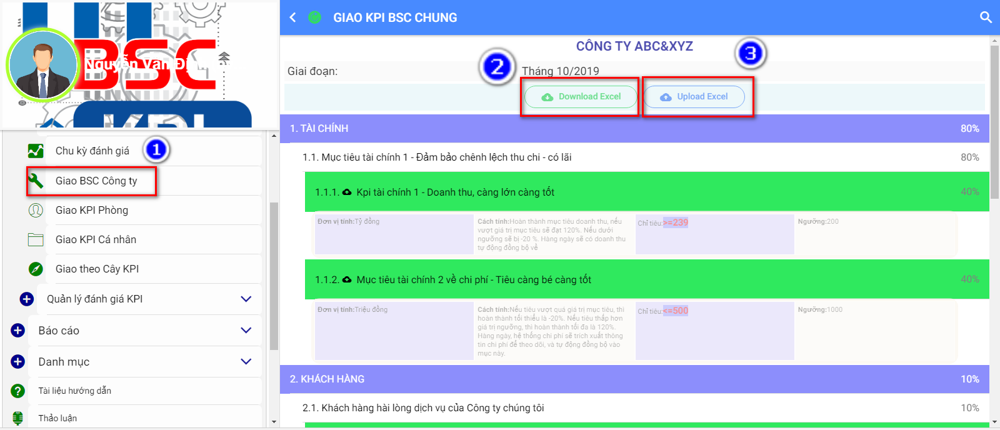 BSC
Nguyễn Văn Đị
KPI
Chu kỳ đánh giá
1
Giao BSC Công ty
Giao KPI Phòng
Giao KPI Cá nhân
Giao theo Cây KPI
Quản lý đánh giá KPI
Báo cáo
Danh mục
Tài liệu hướng dẫn
Thảo luận
GIAO KPI BSC CHUNG
CÔNG TY ABC&XYZ
2
3
Giai đoạn:
Tháng 10/2019
Download Excel
Upload Excel
1. TÀI CHÍNH 80%
1.1. Mục tiêu tài chính 1 - Đảm bảo chênh lệch thu chi - có lãi 80%
1.1.1. Kpi tài chính 1 - Doanh thu, càng lớn càng tốt 40%
Đơn vị tính:Tỷ đồng
Cách tính:Hoàn thành mục tiêu doanh thu, nếu
vượt giá trị mục tiêu sẽ đạt 120%. Nếu dưới
ngưỡng sẽ bị -20 %. Hàng ngày sẽ có doanh thu
tự động đồng bộ về
Chỉ tiêu:>=239
Ngưỡng:200
1.1.2. Mục tiêu tài chính 2 về chi phí - Tiêu càng bé càng tốt 40%
Đơn vị tính:Triệu đồng
Cách tính:Nếu tiêu vượt quá giá trị mục tiêu, thì
hoàn thành tối thiểu là -20%. Nếu tiêu thấp hơn
giá trị ngưỡng, thì hoàn thành tối đa là 120%.
Hàng ngày, hệ thống chi phí sẽ trích xuất thông
tin chi phí để theo dõi, và tự động đồng bộ vào
mục này.
Chỉ tiêu:<=500
Ngưỡng:1000
2. KHÁCH HÀNG 10%
2.1. Khách hàng hài lòng dịch vụ của Công ty chúng tôi 10%